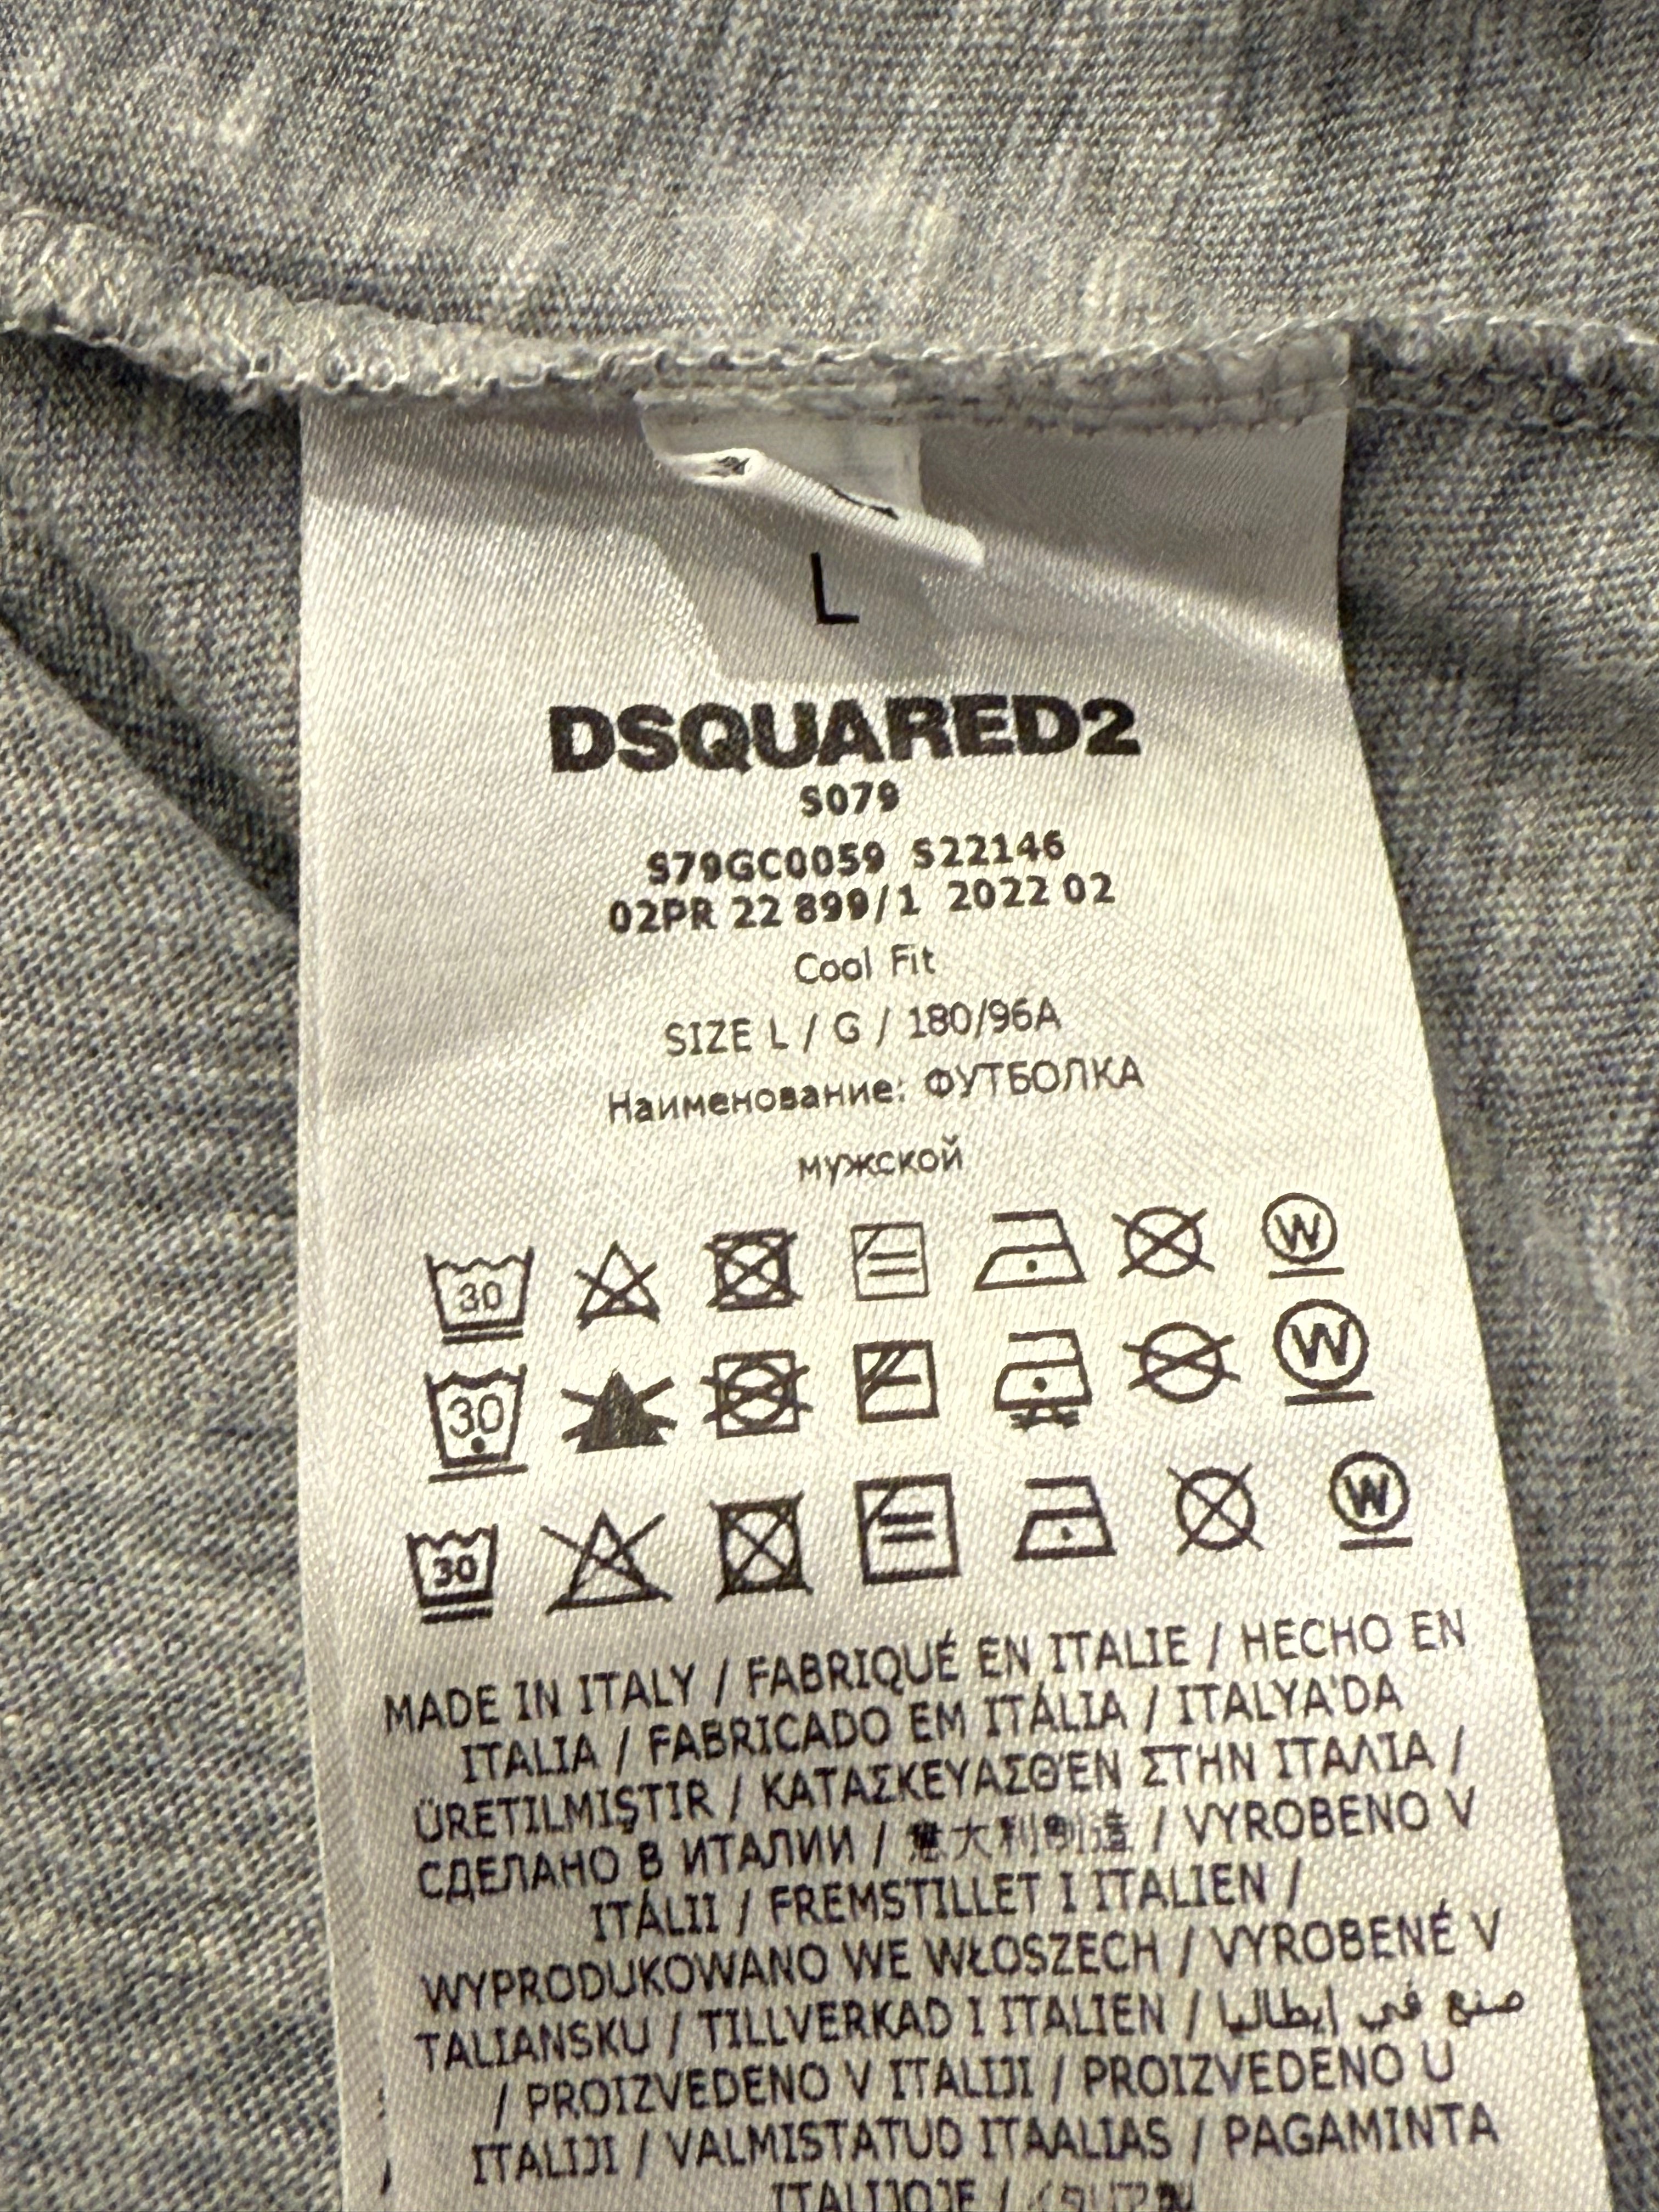 L
DSQUARED2
S079
S79GC0059 S22146
02PR 22 899/1 2022 02
Cool Fit
SIZE L / G / 180/96A
Наименование: ФУТБОЛКА
мужской
30 W
30 W
30 W
MADE IN ITALY / FABRIQUÉ EN ITALIE / HECHO EN
ITALIA / FABRICADO EM ITÁLIA / ITALYA'DA
ÜRETILMIŞTIR / ΚΑΤΑΣΚΕΥΑΣΘΈΝ ΣΤΗΝ ΙΤΑΛΙΑ /
СДЕЛАНО В ИТАЛИИ / 意大利制造 / VYROBENO V
ITÁLII / FREMSTILLET I ITALIEN /
WYPRODUKOWANO WE WŁOSZECH / VYROBENÉ V
TALIANSKU / TILLVERKAD I ITALIEN / صنع في ايطاليا
/ PROIZVEDENO V ITALIJI / PROIZVEDENO U
ITALIJI / VALMISTATUD ITAALIAS / PAGAMINTA
ITALIJOJE /